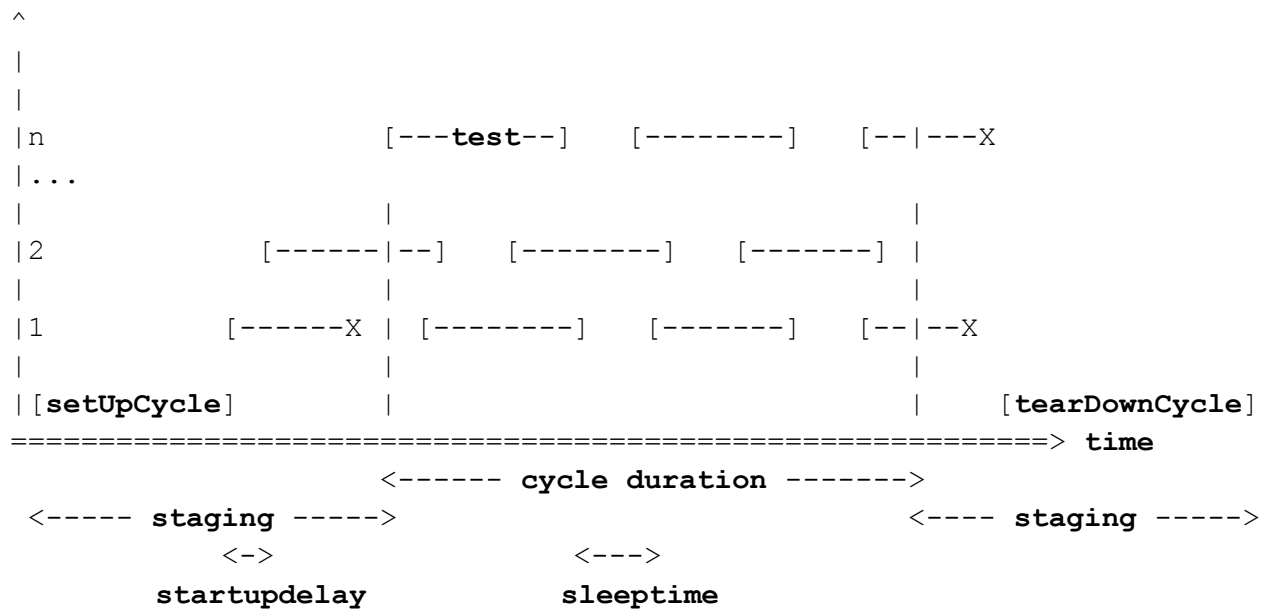 ^
|
|
|n                    [---test--]   [--------]   [--|---X
|...
|                     |                             |
|2             [------|--]   [--------]   [-------] |
|                     |                             |
|1           [------X | [--------]   [-------]   [--|--X
|                     |                             |
|[setUpCycle]         |                             |    [tearDownCycle]
==========================================================> time
                      <------ cycle duration ------->
 <----- staging ----->                              <---- staging ----->
            <->                  <--->
        startupdelay           sleeptime